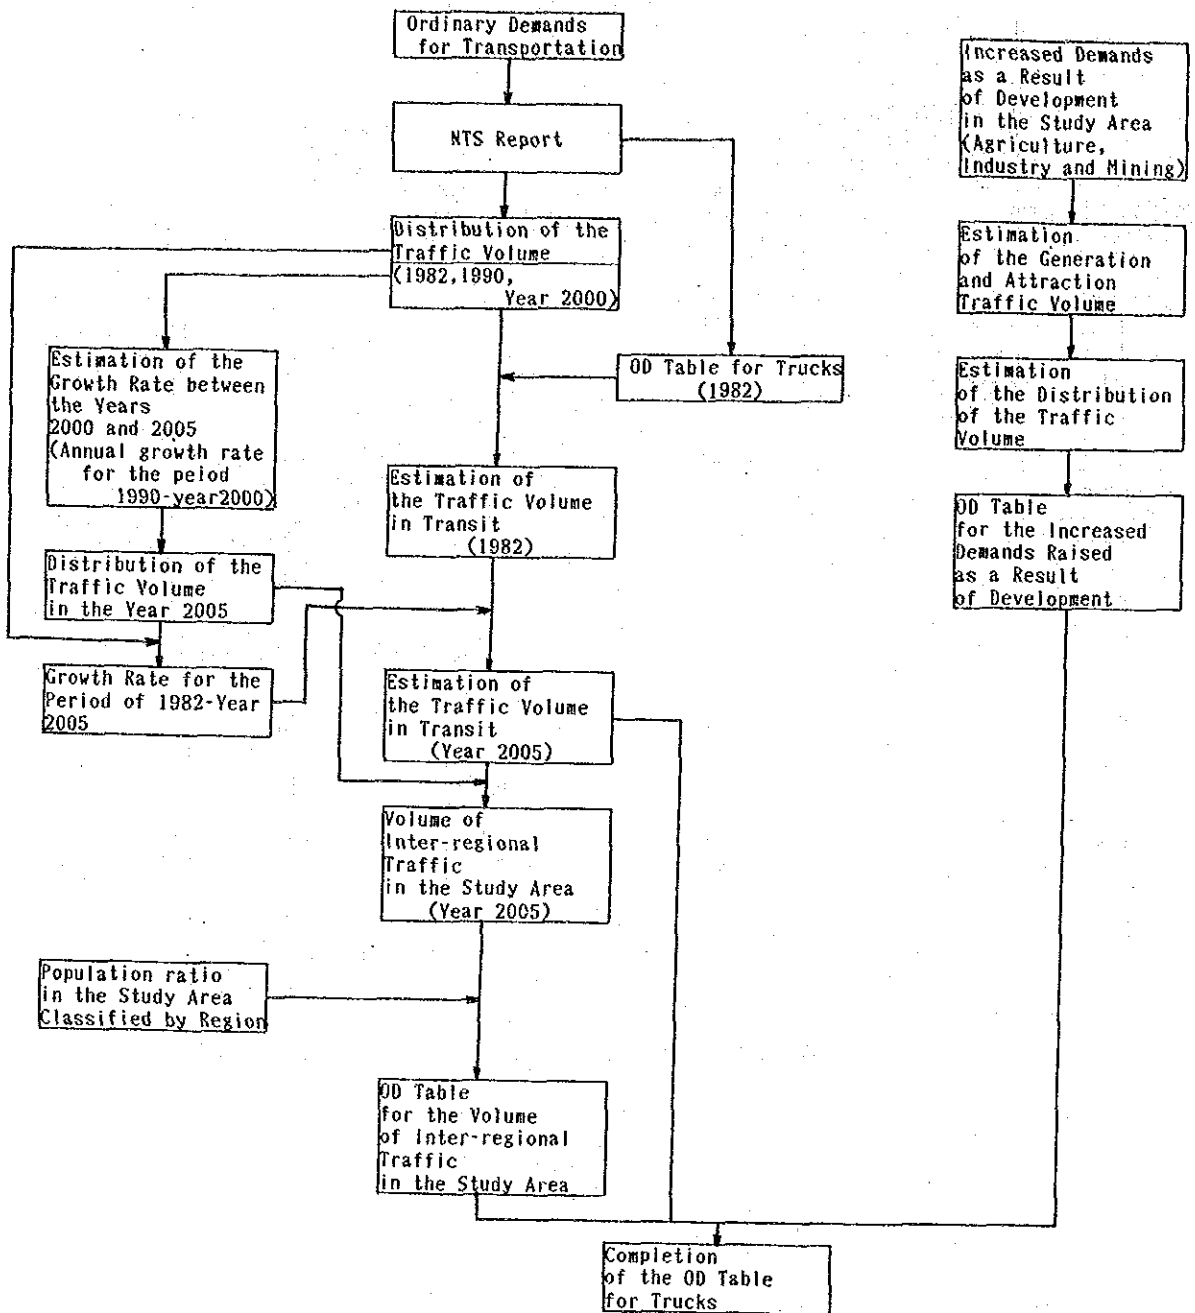 Ordinary Demands
for Transportation
NTS Report
Distribution of the
Traffic Volume
(1982,1990,
Year 2000)
OD Table for Trucks
(1982)
Estimation of the
Growth Rate between
the Years
2000 and 2005
(Annual growth rate
for the peiod
1990-year2000)
Estimation of
the Traffic Volume
in Transit
(1982)
Distribution of the
Traffic Volume
in the Year 2005
Growth Rate for the
Period of 1982-Year
2005
Estimation of
the Traffic Volume
in Transit
(Year 2005)
Volume of
Inter-regional
Traffic
in the Study Area
(Year 2005)
Population ratio
in the Study Area
Classified by Region
OD Table
for the Volume
of Inter-regional
Traffic
in the Study Area
Increased Demands
as a Result
of Development
in the Study Area
(Agriculture,
Industry and Mining)
Estimation
of the Generation
and Attraction
Traffic Volume
Estimation
of the Distribution
of the Traffic
Volume
OD Table
for the Increased
Demands Raised
as a Result
of Development
Completion
of the OD Table
for Trucks